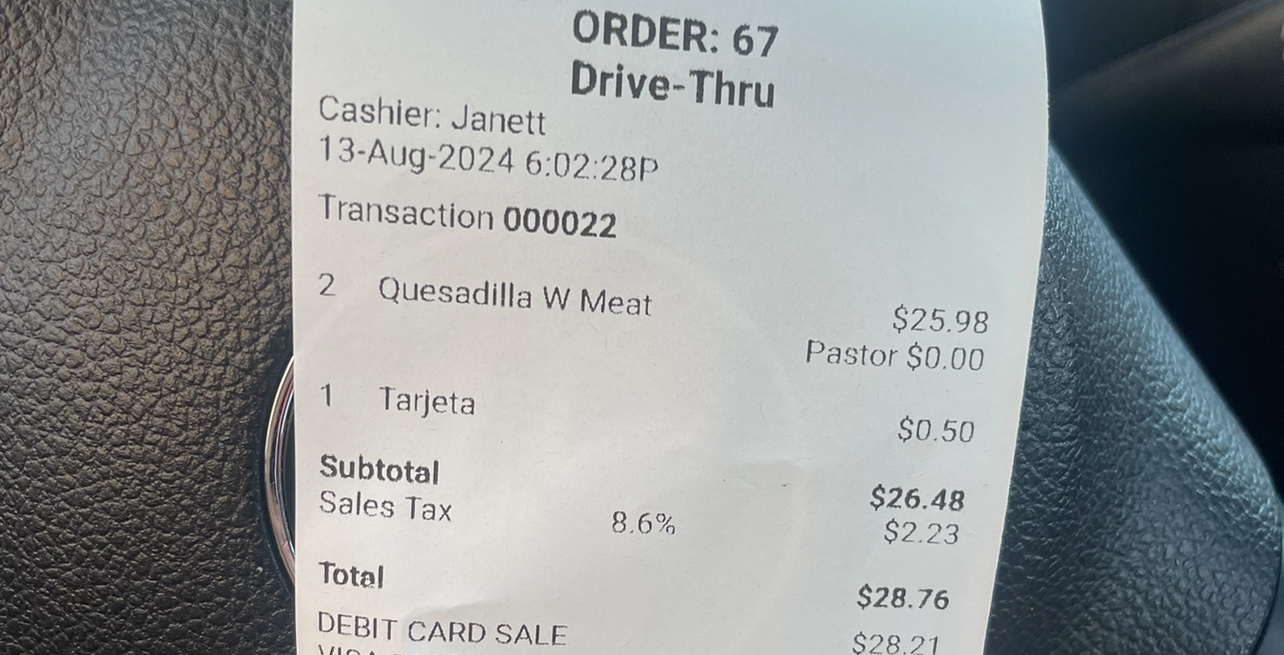 ORDER: 67
Drive-Thru
Cashier: Janett
13-Aug-2024 6:02:28P
Transaction 000022
2 Quesadilla W Meat $25.98
Pastor $0.00
1 Tarjeta $0.50
Subtotal $26.48
Sales Tax 8.6% $2.23
Total $28.76
DEBIT CARD SALE $28.21